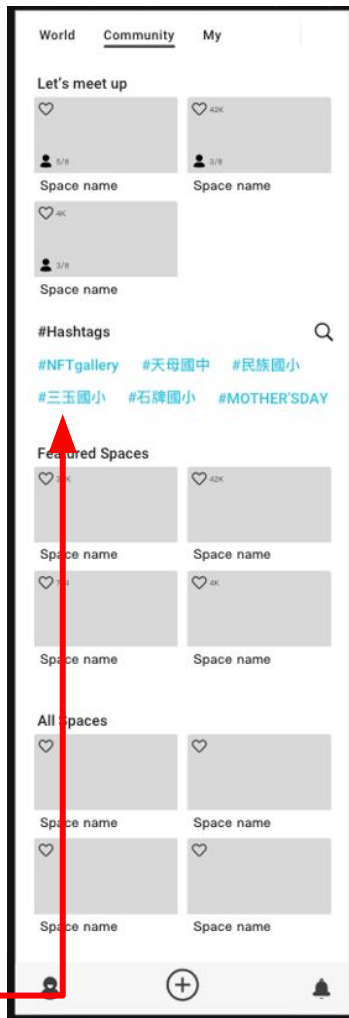 World Community My
Let's meet up
42K
5/8 3/8
Space name Space name
4K
3/8
Space name
#Hashtags
#NFTgallery #天母國中 #民族國小
#三玉國小 #石牌國小 #MOTHER'SDAY
Featured Spaces
42K
Space name Space name
4K
Space name Space name
All Spaces
Space name Space name
Space name Space name